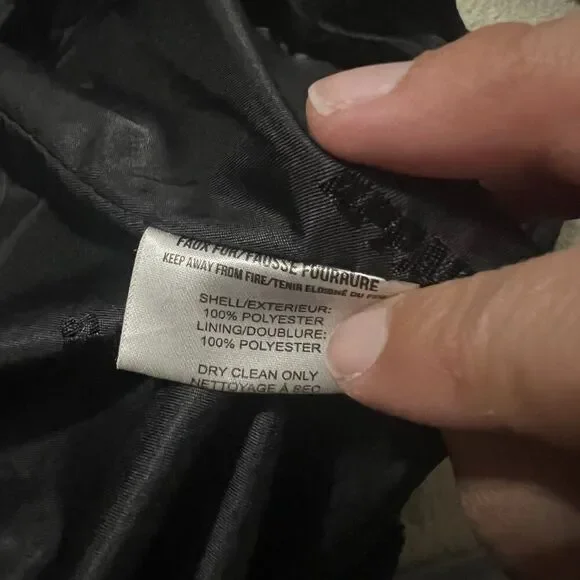 FAUX FUR/FAUSSE FOURRURE
KEEP AWAY FROM FIRE/TENIR ELOIGNÉ DU
SHELL/EXTERIEUR:
100% POLYESTER
LINING/DOUBLURE:
100% POLYESTER
DRY CLEAN ONLY
NETTOYAGE À SEC